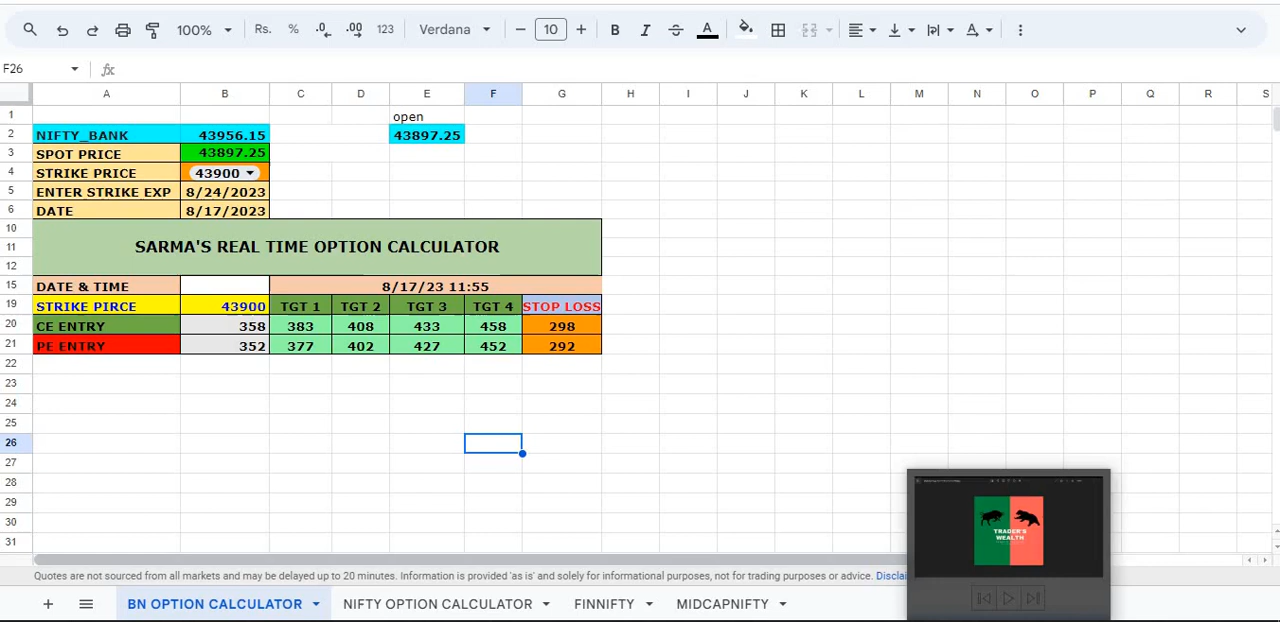 100% Rs. % .0 .00 123 Verdana 10 B I A
F26 fx
A B C D E F G H I J K L M N O P Q R S
1 open
2 NIFTY_BANK 43956.15 43897.25
3 SPOT PRICE 43897.25
4 STRIKE PRICE 43900
5 ENTER STRIKE EXP 8/24/2023
6 DATE 8/17/2023
10
11 SARMA'S REAL TIME OPTION CALCULATOR
12
15 DATE & TIME 8/17/23 11:55
19 STRIKE PIRCE 43900 TGT 1 TGT 2 TGT 3 TGT 4 STOP LOSS
20 CE ENTRY 358 383 408 433 458 298
21 PE ENTRY 352 377 402 427 452 292
22
23
24
25
26
27
28
29
30
31
TRADER'S
WEALTH
Quotes are not sourced from all markets and may be delayed up to 20 minutes. Information is provided 'as is' and solely for informational purposes, not for trading purposes or advice. Disclai
BN OPTION CALCULATOR NIFTY OPTION CALCULATOR FINNIFTY MIDCAPNIFTY